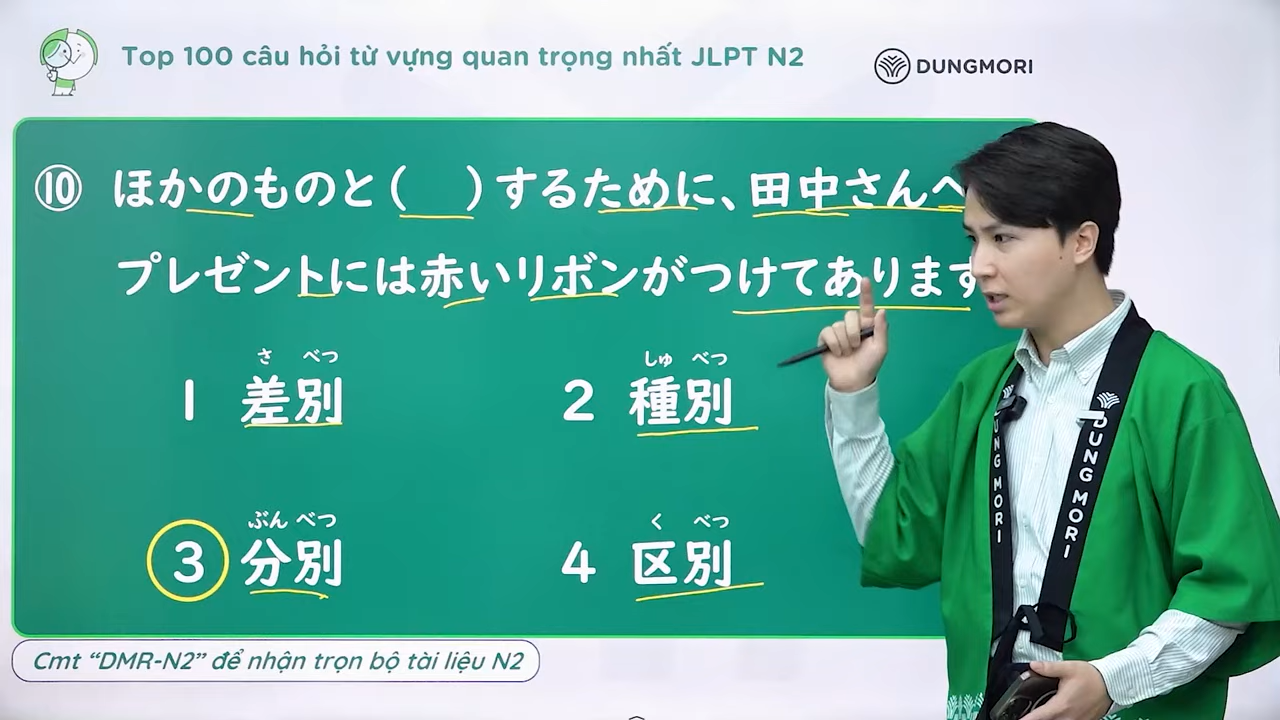 Top 100 câu hỏi từ vựng quan trọng nhất JLPT N2
DUNGMORI
⑩ ほかのものと( )するために、田中さんへ
プレゼントには赤いリボンがつけてあります
さ べつ
1 差別
しゅ べつ
2 種別
ぶん べつ
3 分別
く べつ
4 区別
Cmt “DMR-N2” để nhận trọn bộ tài liệu N2
DUNG MORI
UNG MORI